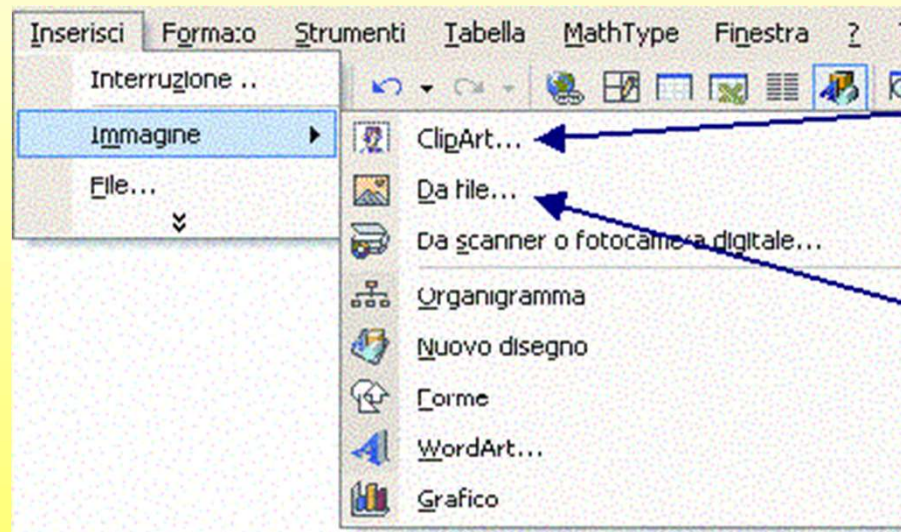 Inserisci Formato Strumenti Tabella MathType Finestra ?
Interruzione ..
Immagine
File...
ClipArt...
Da file...
Da scanner o fotocamera digitale...
Organigramma
Nuovo disegno
Forme
WordArt...
Grafico